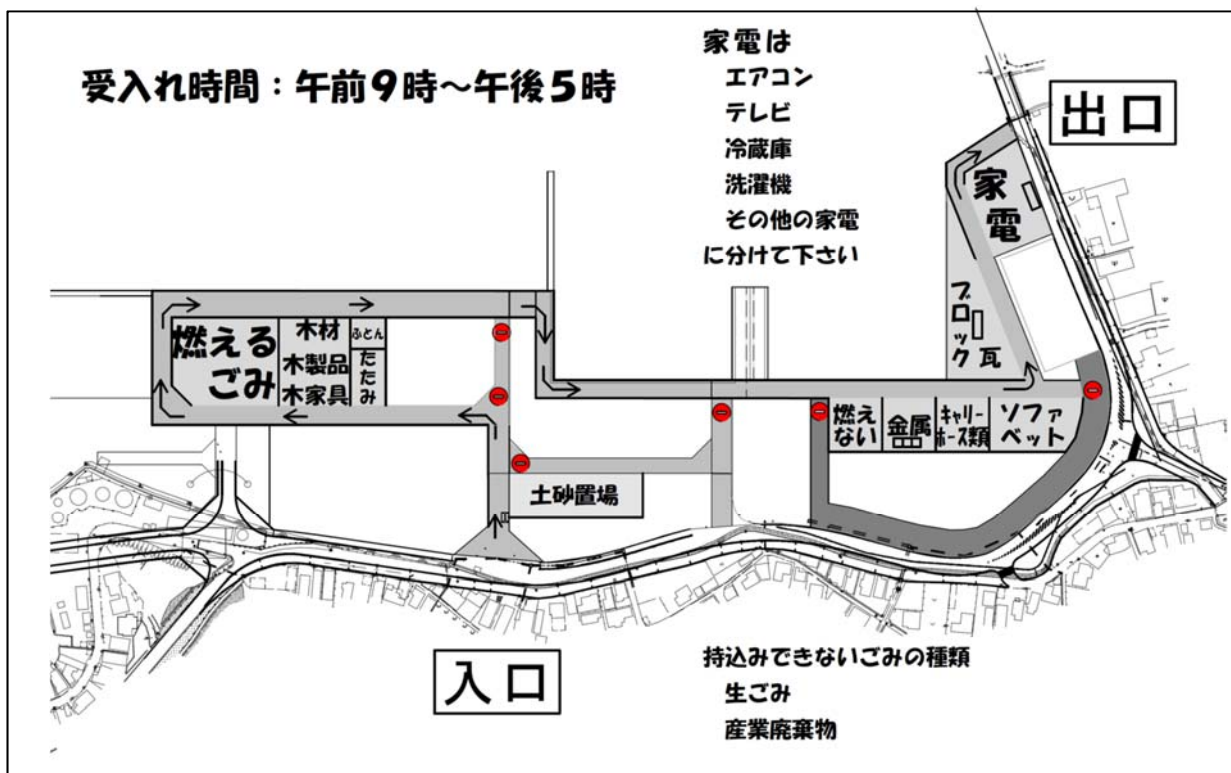 受入れ時間：午前9時～午後5時
家電は
エアコン
テレビ
冷蔵庫
洗濯機
その他の家電
に分けて下さい
出口
家電
ブロック
瓦
燃える
ごみ
木材
木製品
木家具
ふとん
たたみ
燃え
ない
金属
キャリー
ホース類
ソファ
ベット
土砂置場
入口
持込みできないごみの種類
生ごみ
産業廃棄物